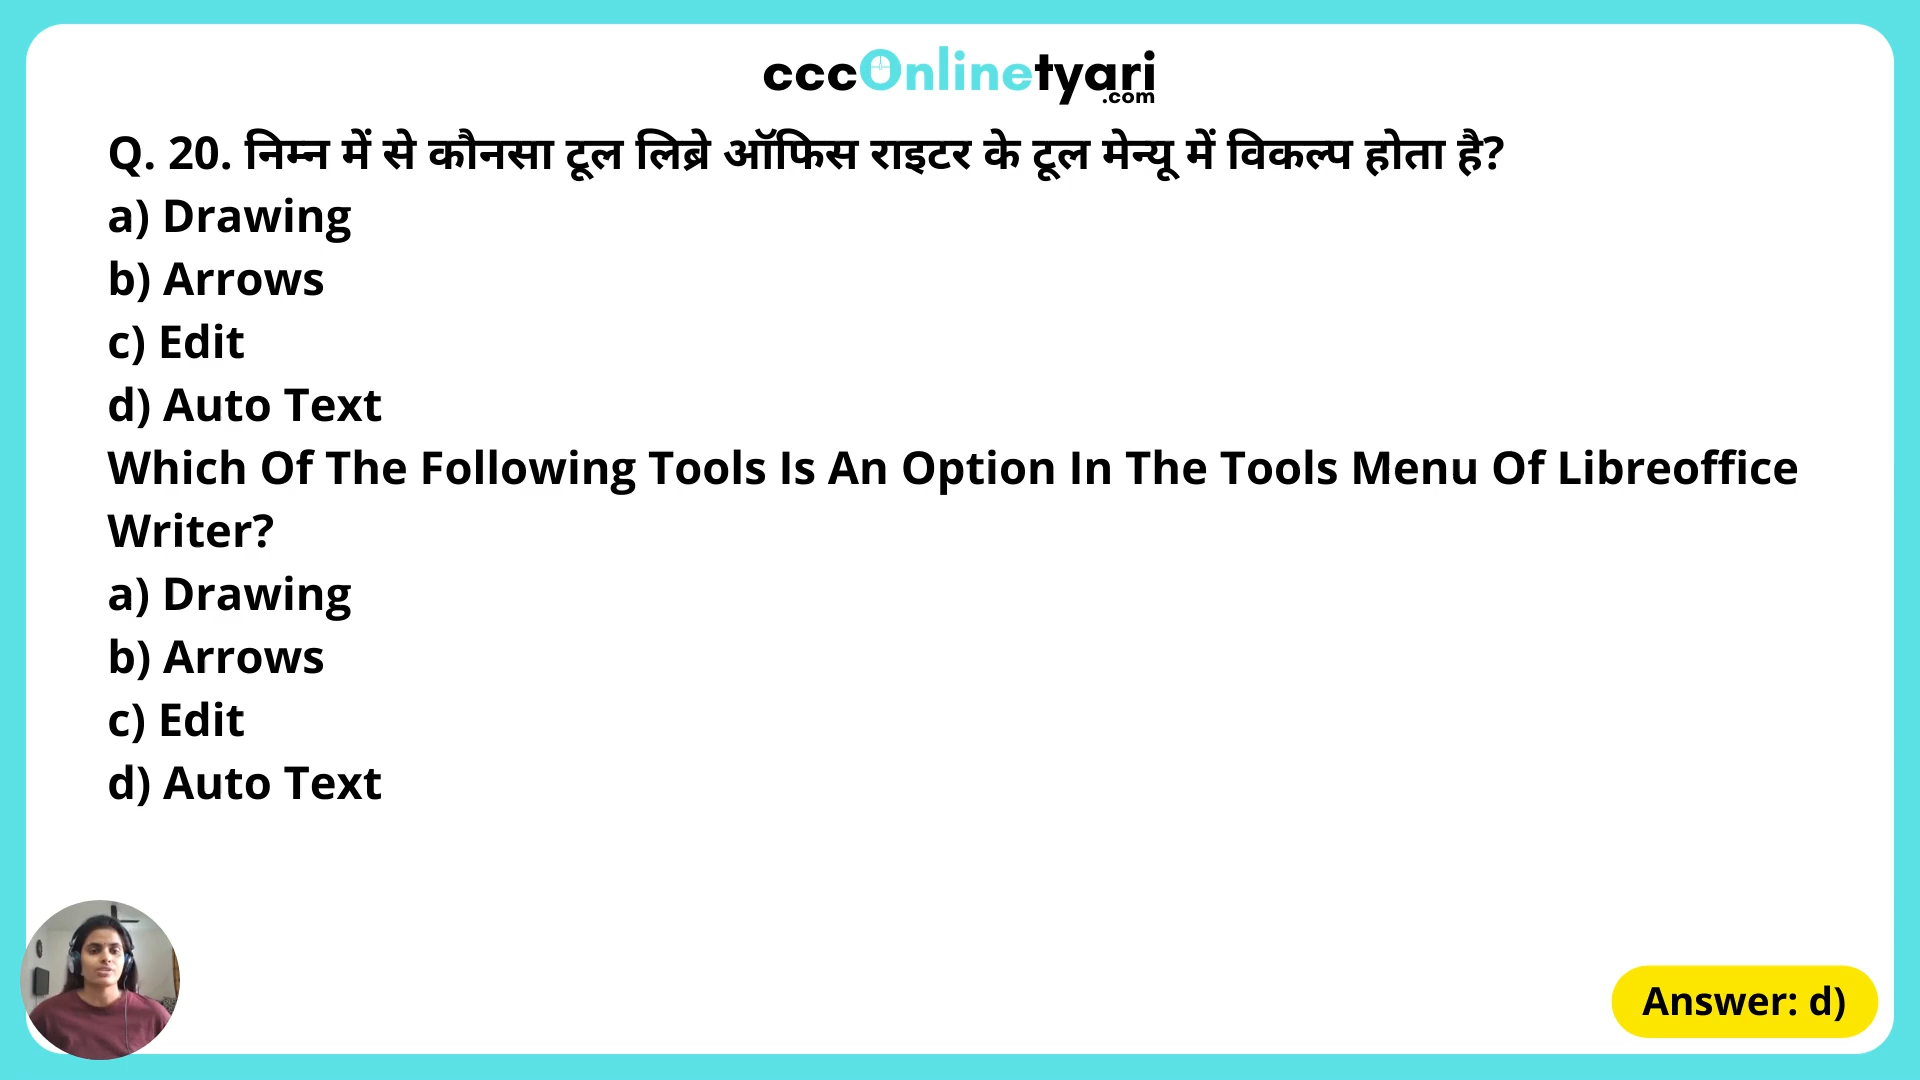 cccOnlinetyari
.com
Q. 20. निम्न में से कौनसा टूल लिब्रे ऑफिस राइटर के टूल मेन्यू में विकल्प होता है?
a) Drawing
b) Arrows
c) Edit
d) Auto Text
Which Of The Following Tools Is An Option In The Tools Menu Of Libreoffice
Writer?
a) Drawing
b) Arrows
c) Edit
d) Auto Text
Answer: d)